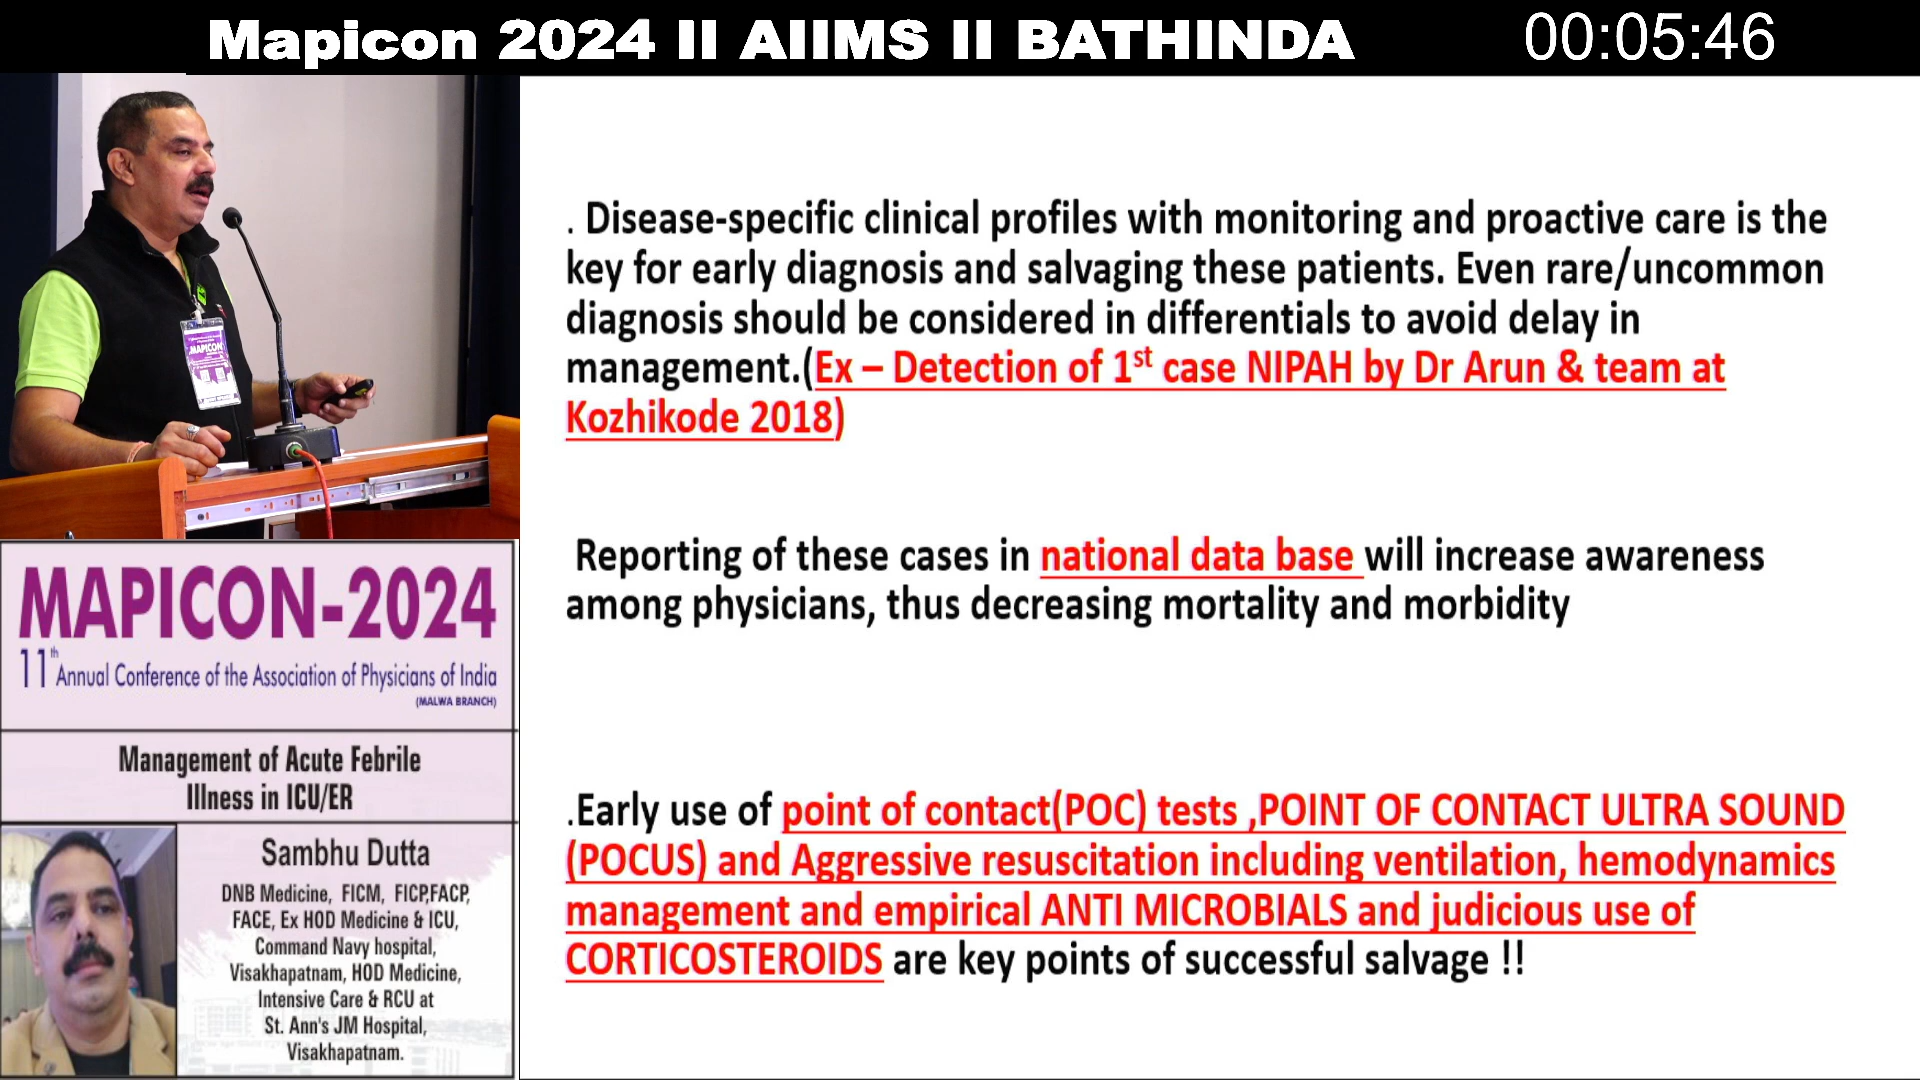 Mapicon 2024 II AIIMS II BATHINDA
00:05:46
MAPICON
MAPICON-2024
11th Annual Conference of the Association of Physicians of India
(MALWA BRANCH)
Management of Acute Febrile
Illness in ICU/ER
Sambhu Dutta
DNB Medicine, FICM, FICP,FACP,
FACE, Ex HOD Medicine & ICU,
Command Navy hospital,
Visakhapatnam, HOD Medicine,
Intensive Care & RCU at
St. Ann's JM Hospital,
Visakhapatnam.
. Disease-specific clinical profiles with monitoring and proactive care is the
key for early diagnosis and salvaging these patients. Even rare/uncommon
diagnosis should be considered in differentials to avoid delay in
management.(Ex – Detection of 1st case NIPAH by Dr Arun & team at
Kozhikode 2018)
Reporting of these cases in national data base will increase awareness
among physicians, thus decreasing mortality and morbidity
.Early use of point of contact(POC) tests ,POINT OF CONTACT ULTRA SOUND
(POCUS) and Aggressive resuscitation including ventilation, hemodynamics
management and empirical ANTI MICROBIALS and judicious use of
CORTICOSTEROIDS are key points of successful salvage !!